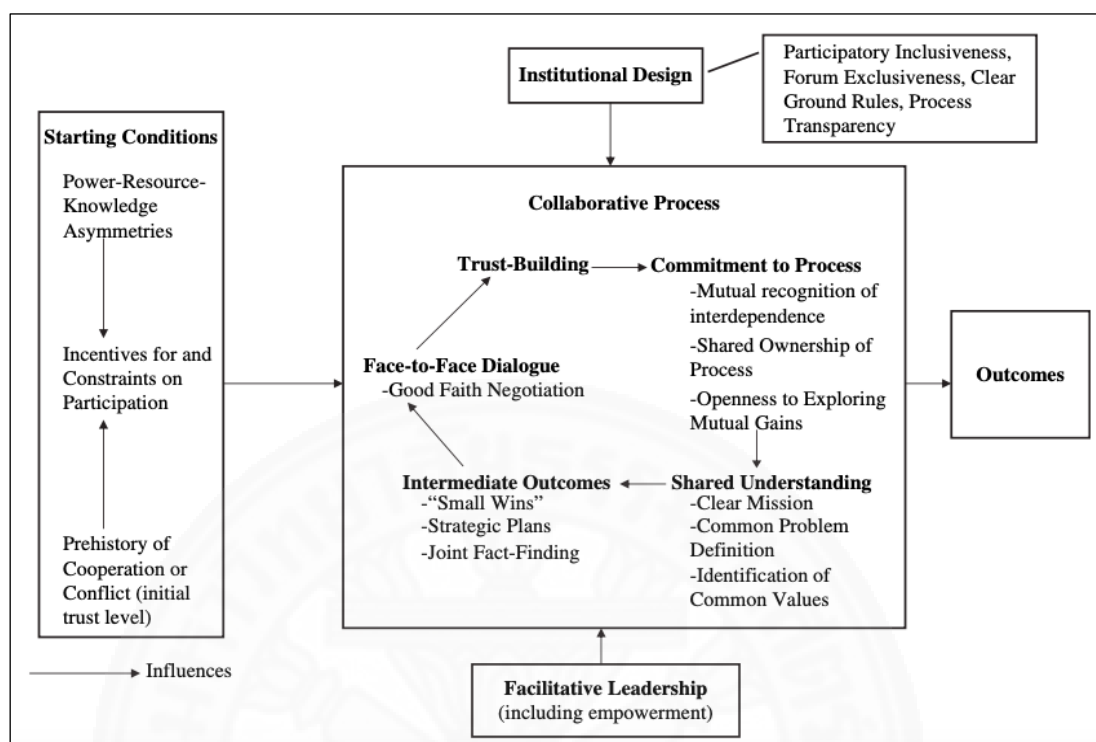 Institutional Design
Participatory Inclusiveness,
Forum Exclusiveness, Clear
Ground Rules, Process
Transparency
Starting Conditions
Power-Resource-
Knowledge
Asymmetries
Incentives for and
Constraints on
Participation
Prehistory of
Cooperation or
Conflict (initial
trust level)
Collaborative Process
Trust-Building
Commitment to Process
-Mutual recognition of
interdependence
-Shared Ownership of
Process
-Openness to Exploring
Mutual Gains
Face-to-Face Dialogue
-Good Faith Negotiation
Intermediate Outcomes
-“Small Wins”
-Strategic Plans
-Joint Fact-Finding
Shared Understanding
-Clear Mission
-Common Problem
Definition
-Identification of
Common Values
Outcomes
Influences
Facilitative Leadership
(including empowerment)